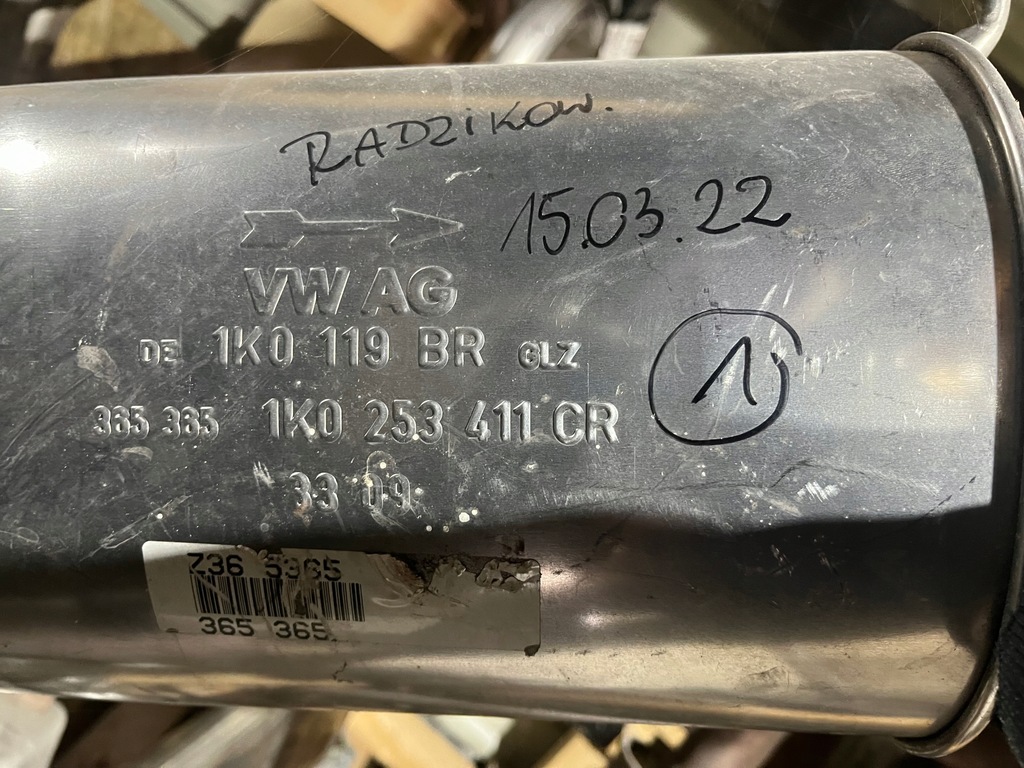 RADZIKOW.
15.03.22
VW AG
DE 1K0 119 BR GLZ
1
365 365 1K0 253 411 CR
33 09
Z36 5365
365 365